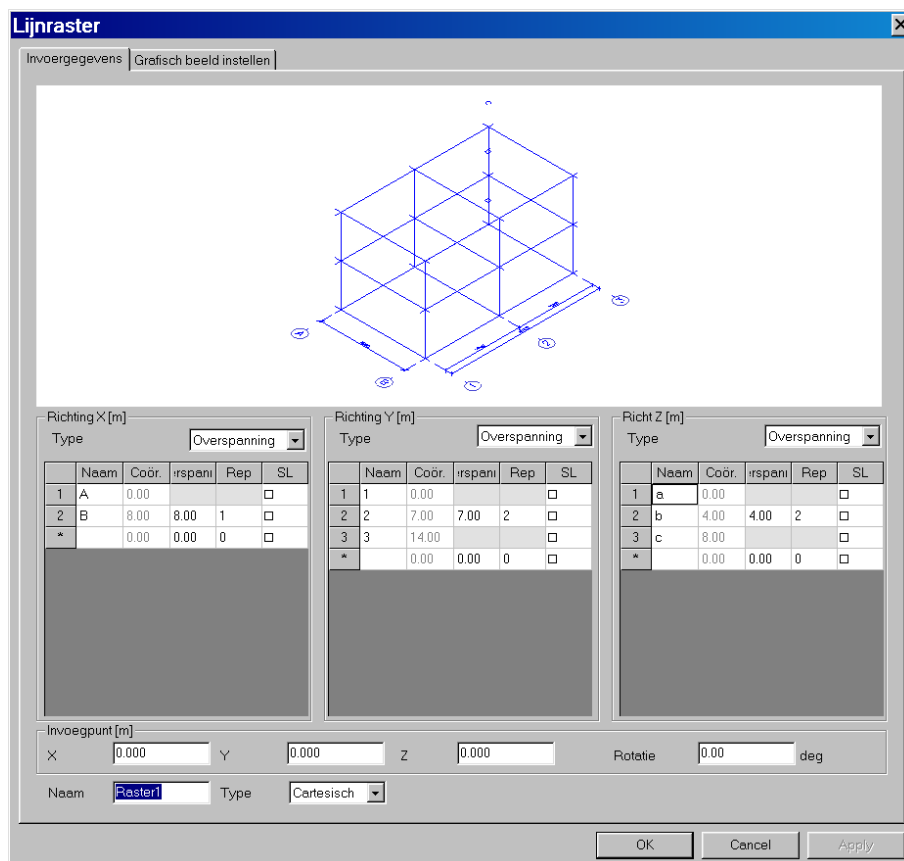 Lijnraster
Invoergegevens Grafisch beeld instellen
A
B
1
2
Richting X [m] Richting Y [m] Richt Z [m]
Type Overspanning Type Overspanning Type Overspanning
Naam Coör. rspani Rep SL Naam Coör. rspani Rep SL Naam Coör. rspani Rep SL
1 A 0.00 1 1 0.00 1 a 0.00
2 B 8.00 8.00 1 2 2 7.00 7.00 2 2 b 4.00 4.00 2
* 0.00 0.00 0 3 3 14.00 3 c 8.00
* 0.00 0.00 0 * 0.00 0.00 0
Invoegpunt [m]
X 0.000 Y 0.000 Z 0.000 Rotatie 0.00 deg
Naam Raster1 Type Cartesisch
OK Cancel Apply